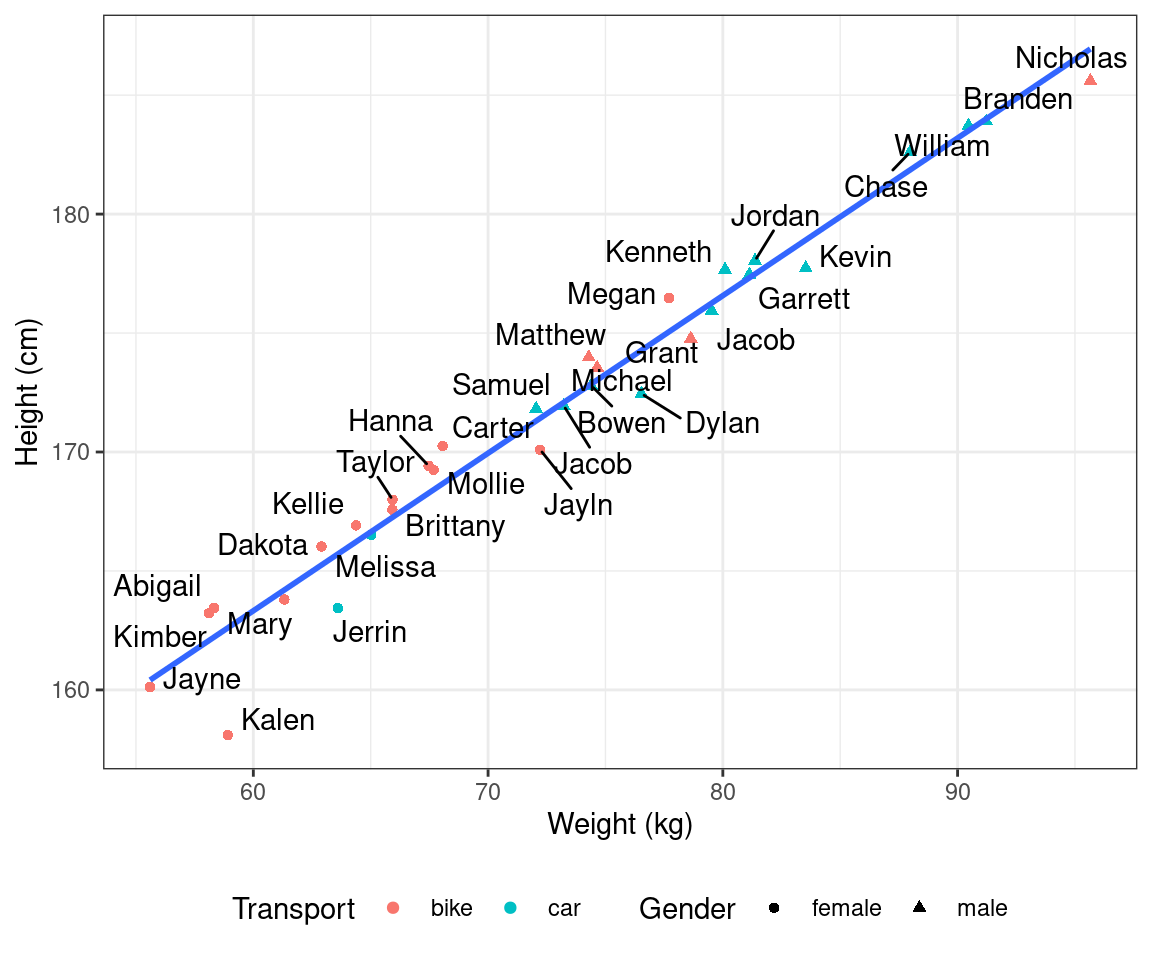 Nicholas
Branden
William
Chase
180
Jordan
Kenneth
Kevin
Megan
Garrett
Matthew
Jacob
Grant
Michael
Samuel
Hanna
Bowen
Dylan
Carter
170
Taylor
Jacob
Mollie
Kellie
Jayln
Brittany
Dakota
Melissa
Abigail
Mary
Jerrin
Kimber
Jayne
160
Kalen
Height (cm)
60 70 80 90
Weight (kg)
Transport bike car Gender female male